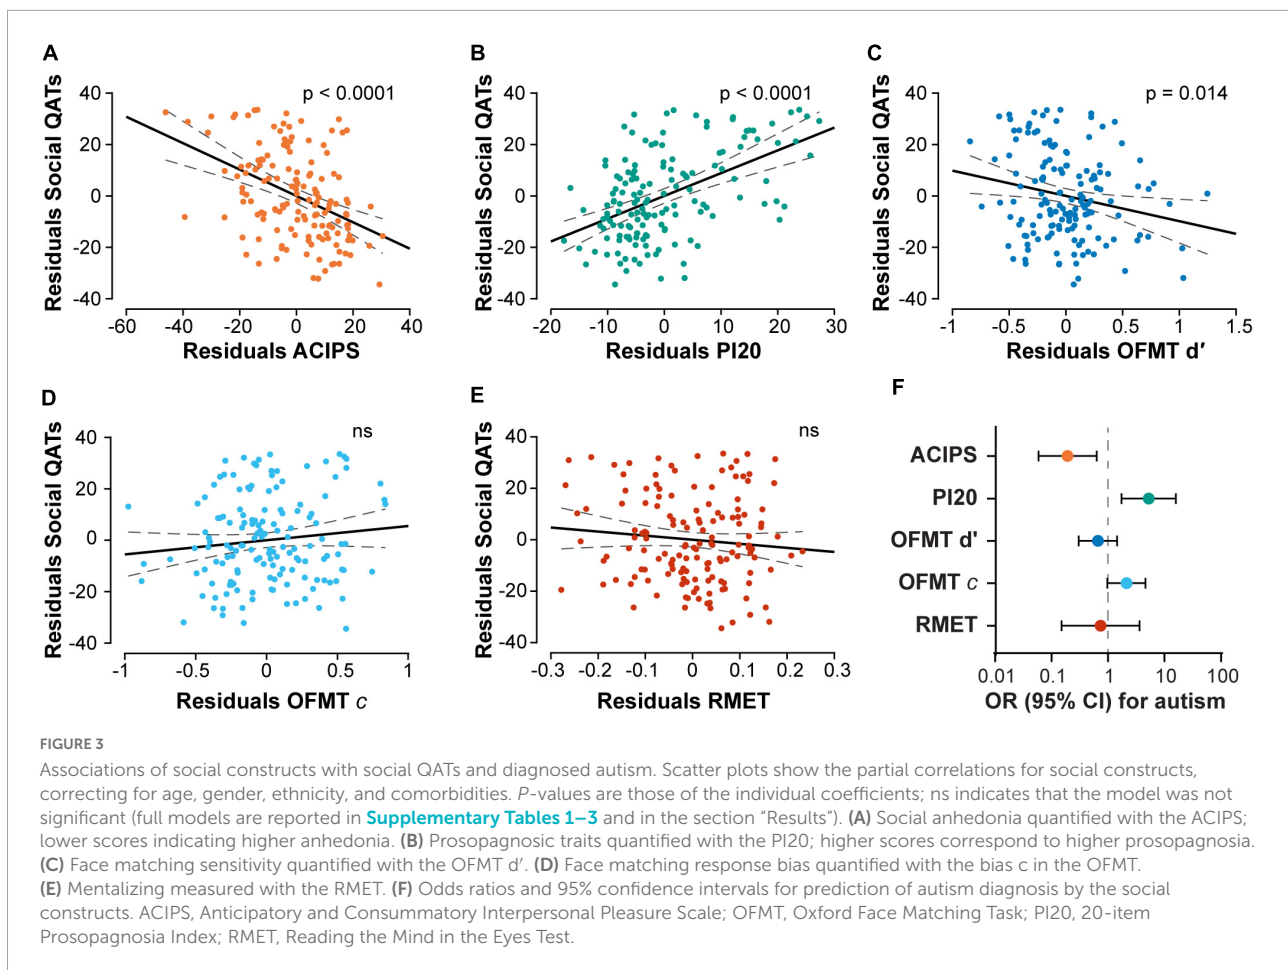 A
Residuals Social QATs
40
20
0
-20
-40
p < 0.0001
-60
-40
-20
0
20
40
Residuals ACIPS
B
Residuals Social QATs
40
20
0
-20
-40
p < 0.0001
-20
-10
0
10
20
30
Residuals PI20
C
Residuals Social QATs
40
20
0
-20
-40
p = 0.014
-1
-0.5
0
0.5
1
1.5
Residuals OFMT d′
D
Residuals Social QATs
40
20
0
-20
-40
ns
-1
-0.5
0
0.5
1
Residuals OFMT c
E
Residuals Social QATs
40
20
0
-20
-40
ns
-0.3
-0.2
-0.1
0
0.1
0.2
0.3
Residuals RMET
F
ACIPS
PI20
OFMT d'
OFMT c
RMET
0.01
0.1
1
10
100
OR (95% CI) for autism
FIGURE 3
Associations of social constructs with social QATs and diagnosed autism. Scatter plots show the partial correlations for social constructs,
correcting for age, gender, ethnicity, and comorbidities. P-values are those of the individual coefficients; ns indicates that the model was not
significant (full models are reported in Supplementary Tables 1–3 and in the section "Results"). (A) Social anhedonia quantified with the ACIPS;
lower scores indicating higher anhedonia. (B) Prosopagnosic traits quantified with the PI20; higher scores correspond to higher prosopagnosia.
(C) Face matching sensitivity quantified with the OFMT d′. (D) Face matching response bias quantified with the bias c in the OFMT.
(E) Mentalizing measured with the RMET. (F) Odds ratios and 95% confidence intervals for prediction of autism diagnosis by the social
constructs. ACIPS, Anticipatory and Consummatory Interpersonal Pleasure Scale; OFMT, Oxford Face Matching Task; PI20, 20-item
Prosopagnosia Index; RMET, Reading the Mind in the Eyes Test.